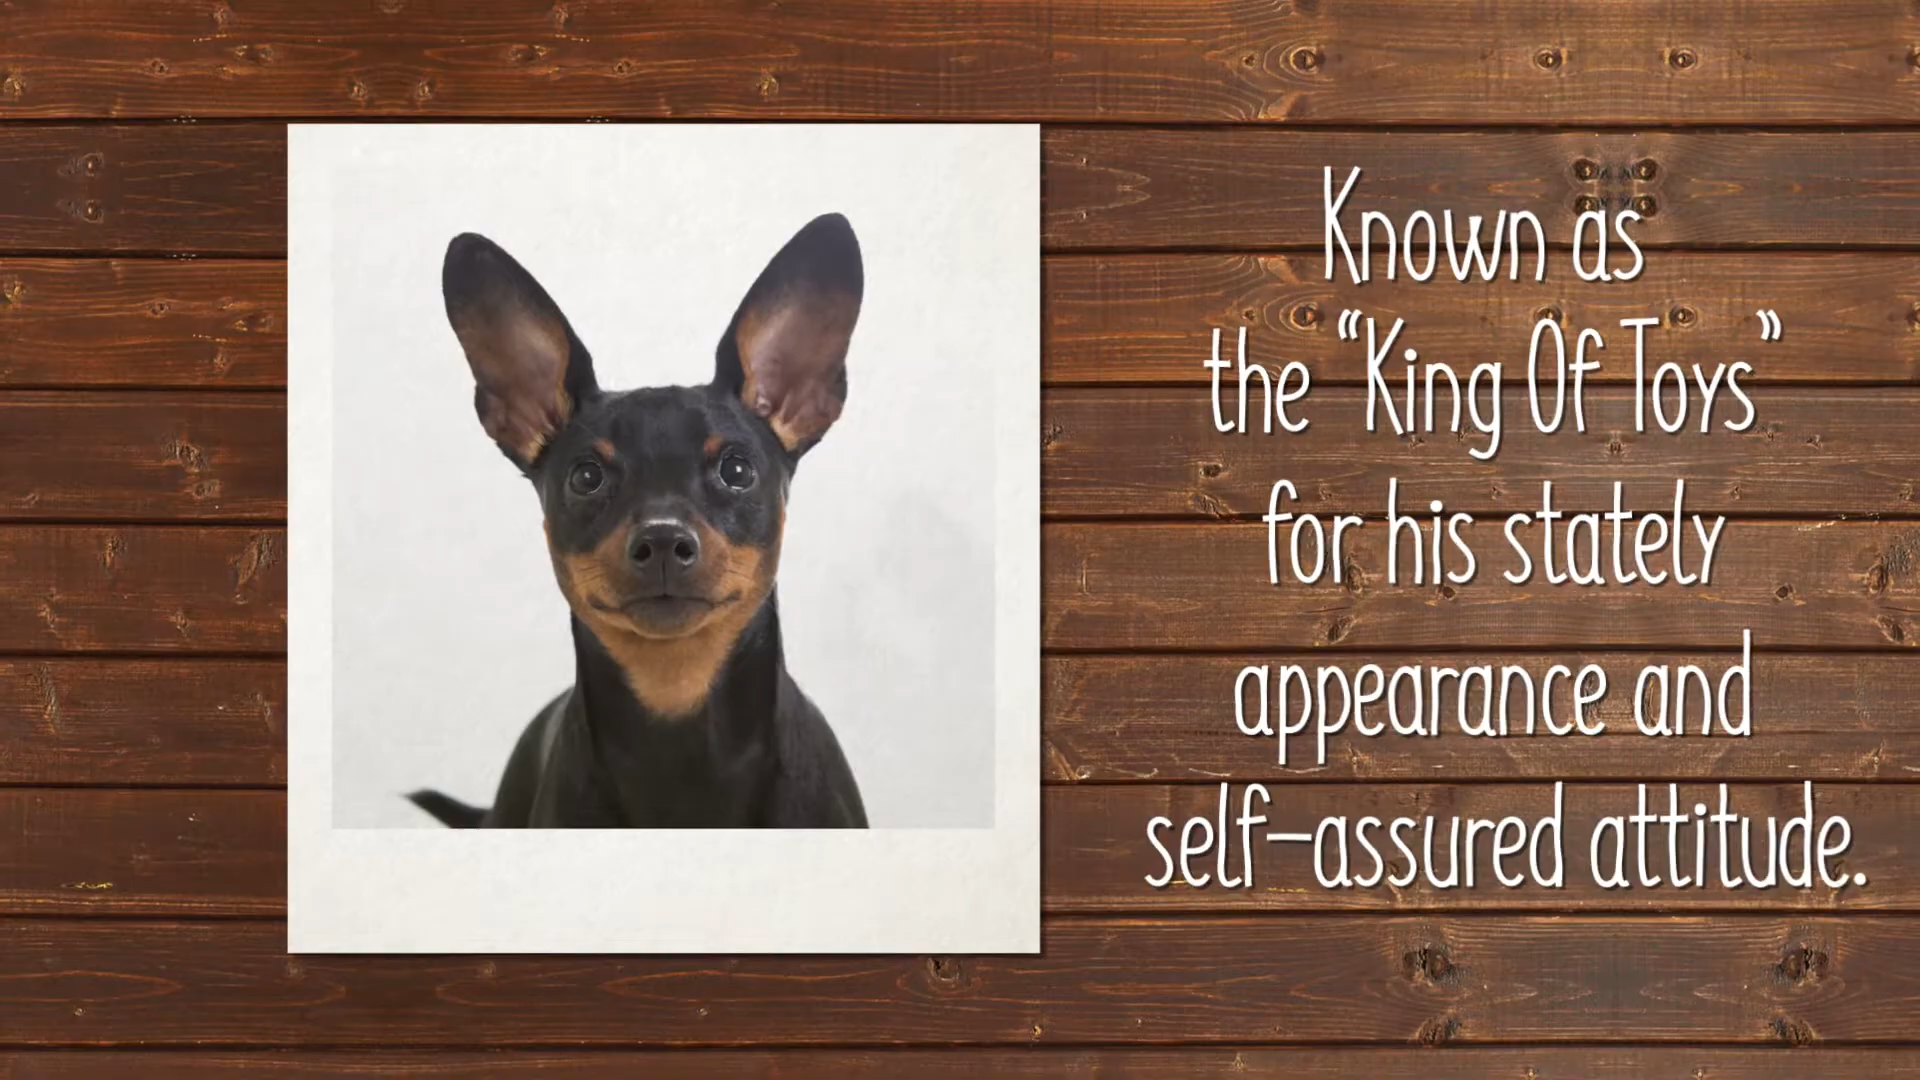 Known as
the “King Of Toys”
for his stately
appearance and
self-assured attitude.